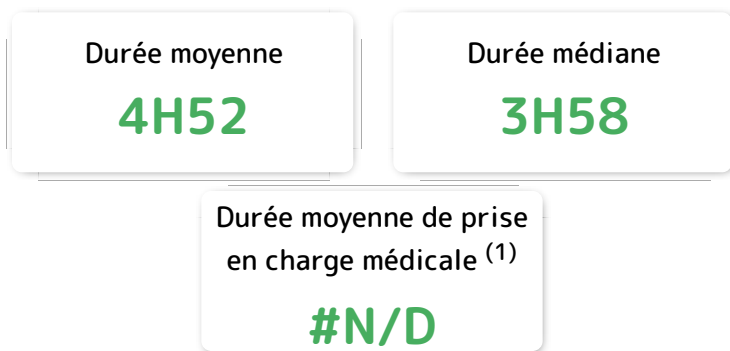 Durée moyenne
4H52
Durée médiane
3H58
Durée moyenne de prise
en charge médicale (1)
#N/D